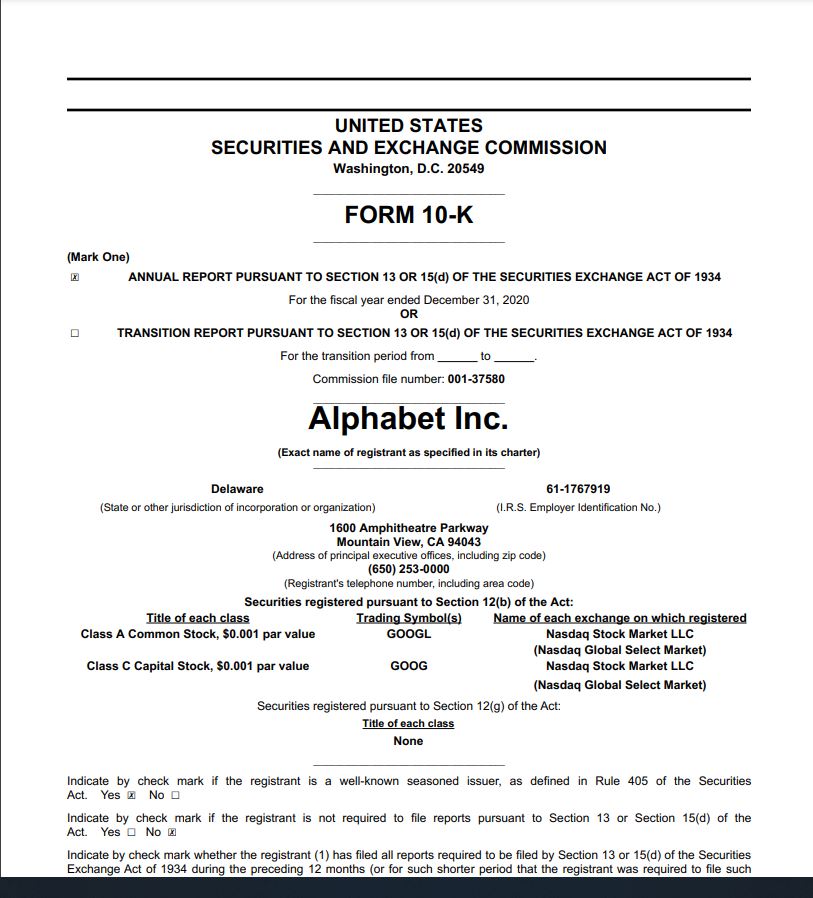 UNITED STATES
SECURITIES AND EXCHANGE COMMISSION
Washington, D.C. 20549
FORM 10-K
(Mark One)
☒ ANNUAL REPORT PURSUANT TO SECTION 13 OR 15(d) OF THE SECURITIES EXCHANGE ACT OF 1934
For the fiscal year ended December 31, 2020
OR
☐ TRANSITION REPORT PURSUANT TO SECTION 13 OR 15(d) OF THE SECURITIES EXCHANGE ACT OF 1934
For the transition period from ______ to ______.
Commission file number: 001-37580
Alphabet Inc.
(Exact name of registrant as specified in its charter)
Delaware 61-1767919
(State or other jurisdiction of incorporation or organization) (I.R.S. Employer Identification No.)
1600 Amphitheatre Parkway
Mountain View, CA 94043
(Address of principal executive offices, including zip code)
(650) 253-0000
(Registrant's telephone number, including area code)
Securities registered pursuant to Section 12(b) of the Act:
Title of each class Trading Symbol(s) Name of each exchange on which registered
Class A Common Stock, $0.001 par value GOOGL Nasdaq Stock Market LLC
(Nasdaq Global Select Market)
Class C Capital Stock, $0.001 par value GOOG Nasdaq Stock Market LLC
(Nasdaq Global Select Market)
Securities registered pursuant to Section 12(g) of the Act:
Title of each class
None
Indicate by check mark if the registrant is a well-known seasoned issuer, as defined in Rule 405 of the Securities
Act. Yes ☒ No ☐
Indicate by check mark if the registrant is not required to file reports pursuant to Section 13 or Section 15(d) of the
Act. Yes ☐ No ☒
Indicate by check mark whether the registrant (1) has filed all reports required to be filed by Section 13 or 15(d) of the Securities
Exchange Act of 1934 during the preceding 12 months (or for such shorter period that the registrant was required to file such